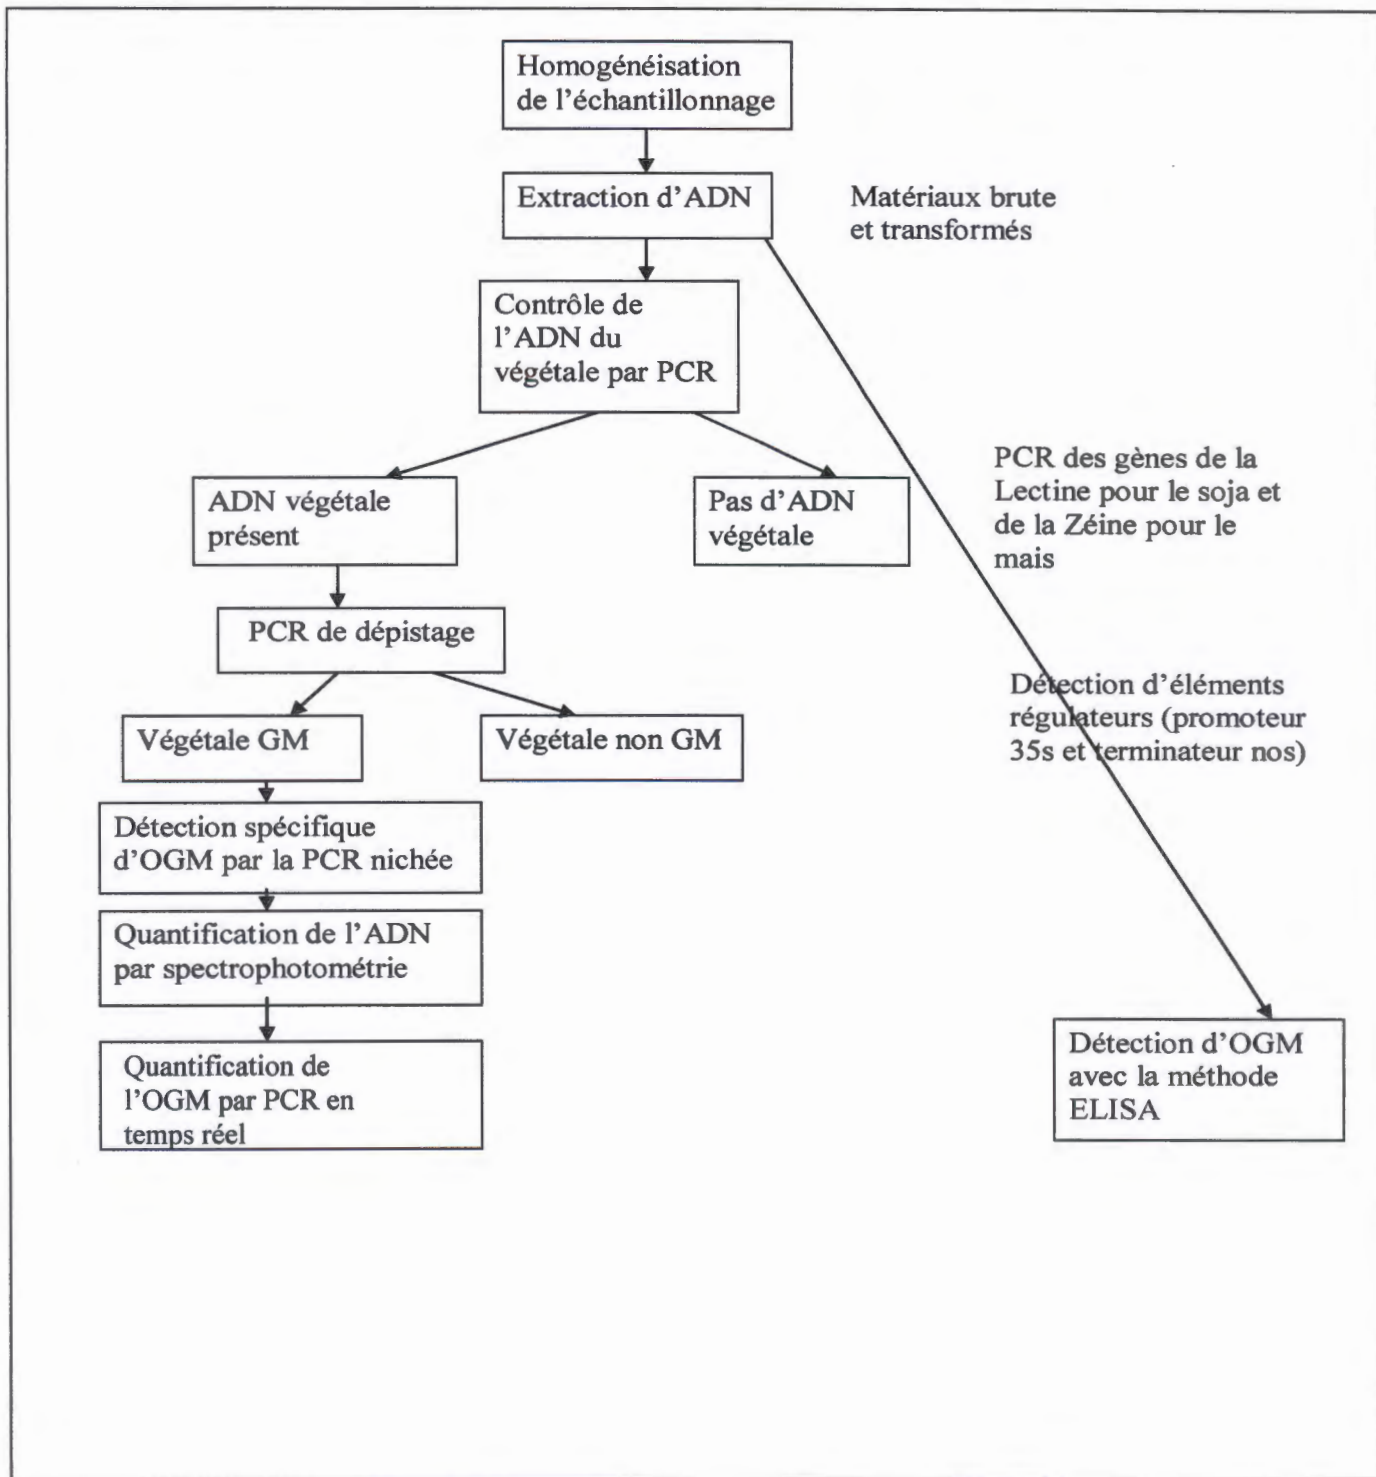 Homogénéisation
de l'échantillonnage
Extraction d'ADN
Matériaux brute
et transformés
Contrôle de
l'ADN du
végétale par PCR
ADN végétale
présent
Pas d'ADN
végétale
PCR des gènes de la
Lectine pour le soja et
de la Zéine pour le
mais
PCR de dépistage
Détection d'éléments
régulateurs (promoteur
35s et terminateur nos)
Végétale GM
Végétale non GM
Détection spécifique
d'OGM par la PCR nichée
Quantification de l'ADN
par spectrophotométrie
Quantification de
l'OGM par PCR en
temps réel
Détection d'OGM
avec la méthode
ELISA